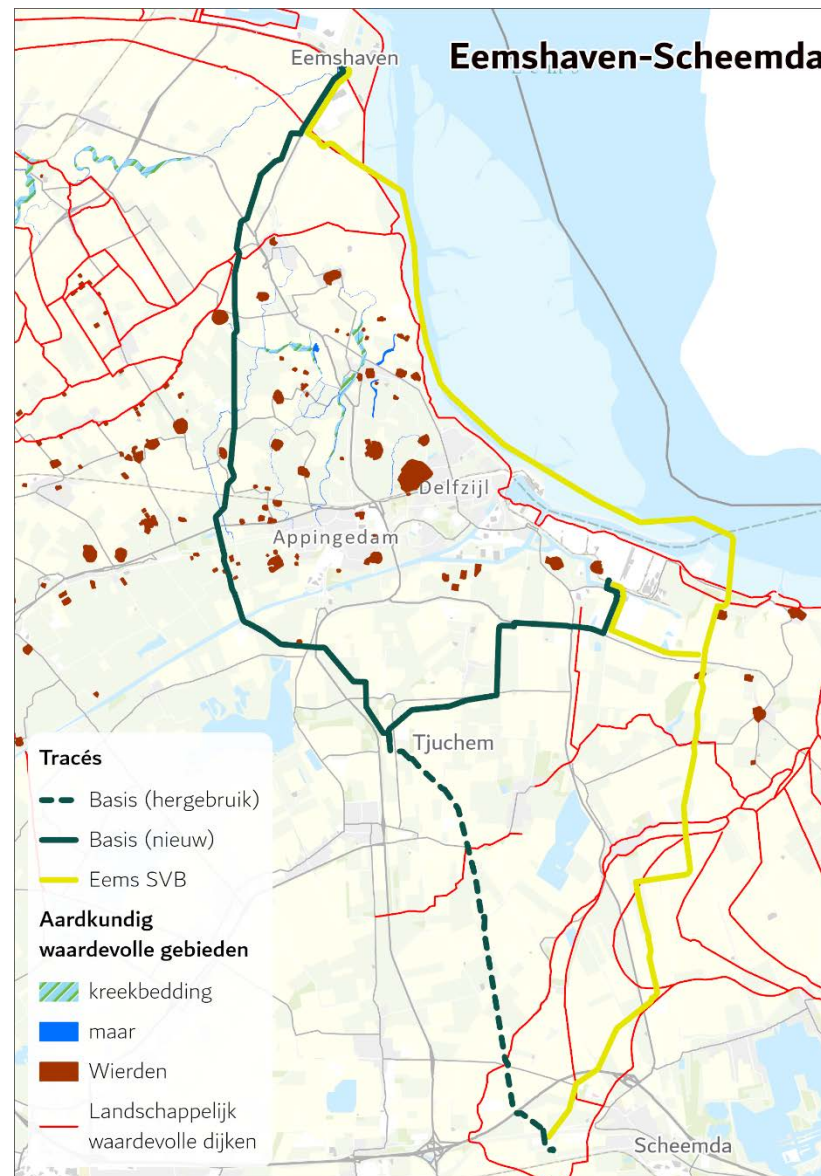 Eemshaven-Scheemda
Eemshaven
Eems
Delfzijl
Appingedam
Tjuchem
Tracés
Basis (hergebruik)
Basis (nieuw)
Eems SVB
Aardkundig
waardevolle gebieden
kreekbedding
maar
Wierden
Landschappelijk
waardevolle dijken
Scheemda